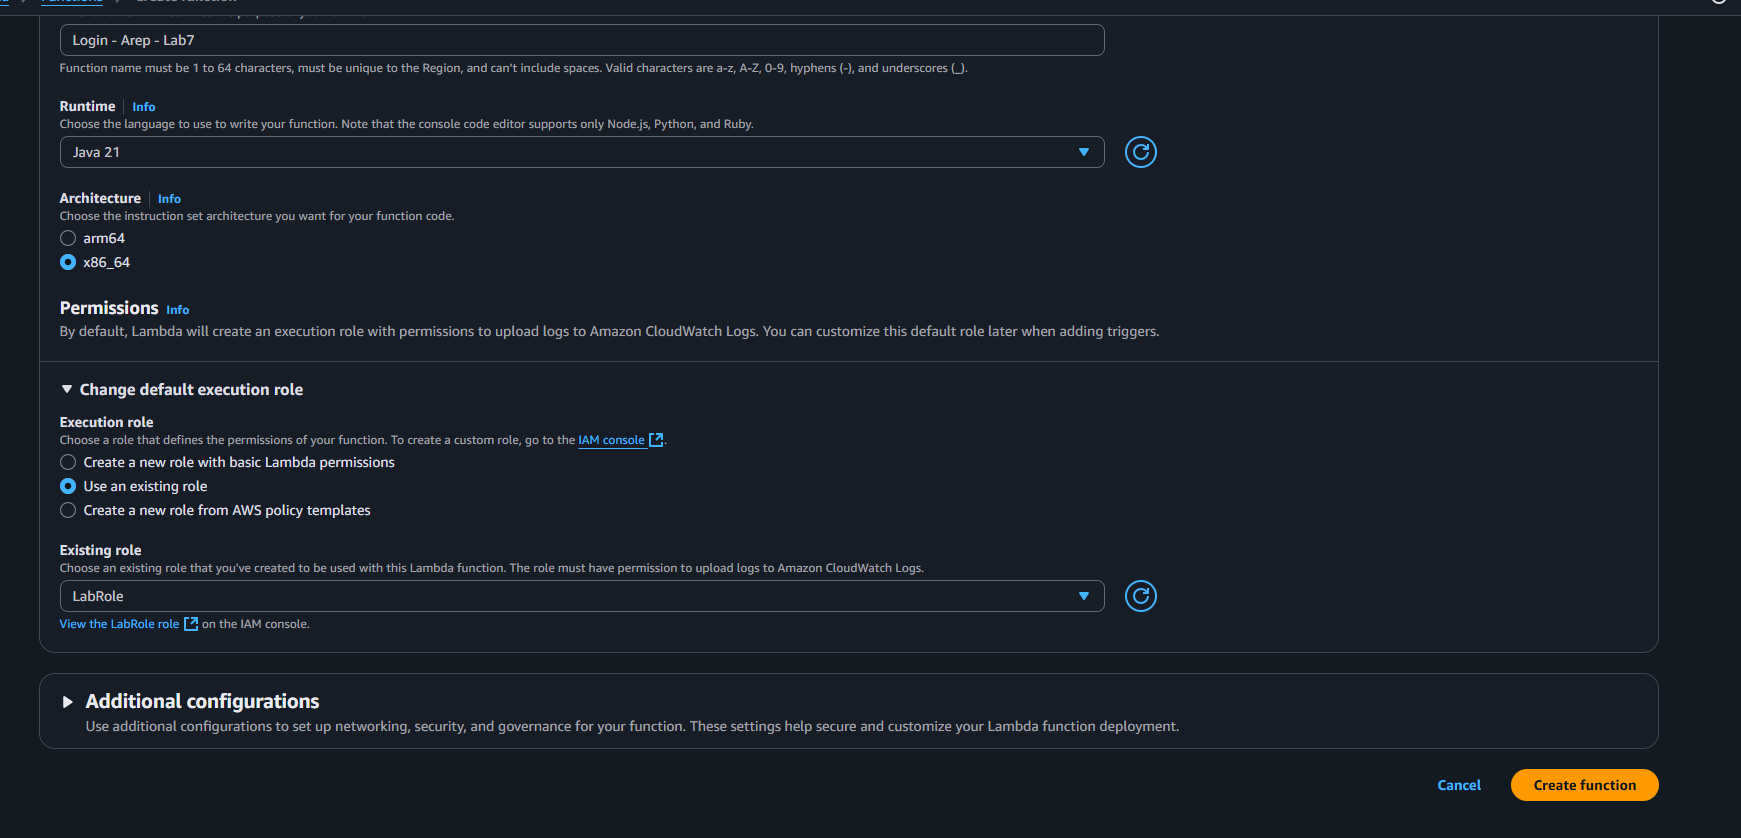 Functions
Create function
Login - Arep - Lab7
Function name must be 1 to 64 characters, must be unique to the Region, and can't include spaces. Valid characters are a-z, A-Z, 0-9, hyphens (-), and underscores (_).
Runtime Info
Choose the language to use to write your function. Note that the console code editor supports only Node.js, Python, and Ruby.
Java 21
Architecture Info
Choose the instruction set architecture you want for your function code.
arm64
x86_64
Permissions Info
By default, Lambda will create an execution role with permissions to upload logs to Amazon CloudWatch Logs. You can customize this default role later when adding triggers.
Change default execution role
Execution role
Choose a role that defines the permissions of your function. To create a custom role, go to the IAM console.
Create a new role with basic Lambda permissions
Use an existing role
Create a new role from AWS policy templates
Existing role
Choose an existing role that you've created to be used with this Lambda function. The role must have permission to upload logs to Amazon CloudWatch Logs.
LabRole
View the LabRole role on the IAM console.
Additional configurations
Use additional configurations to set up networking, security, and governance for your function. These settings help secure and customize your Lambda function deployment.
Cancel
Create function